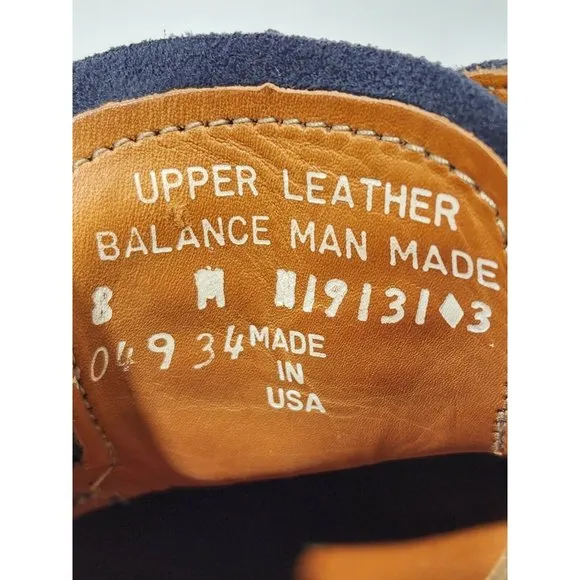 UPPER LEATHER
BALANCE MAN MADE
8 M N19131◆3
04934 MADE
IN
USA